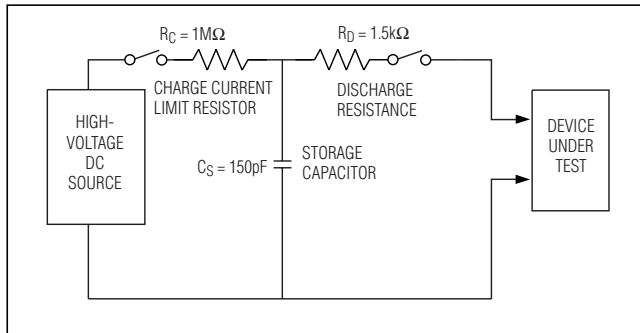 R_C = 1MΩ
R_D = 1.5kΩ
CHARGE CURRENT
LIMIT RESISTOR
DISCHARGE
RESISTANCE
HIGH-
VOLTAGE
DC
SOURCE
C_S = 150pF
STORAGE
CAPACITOR
DEVICE
UNDER
TEST